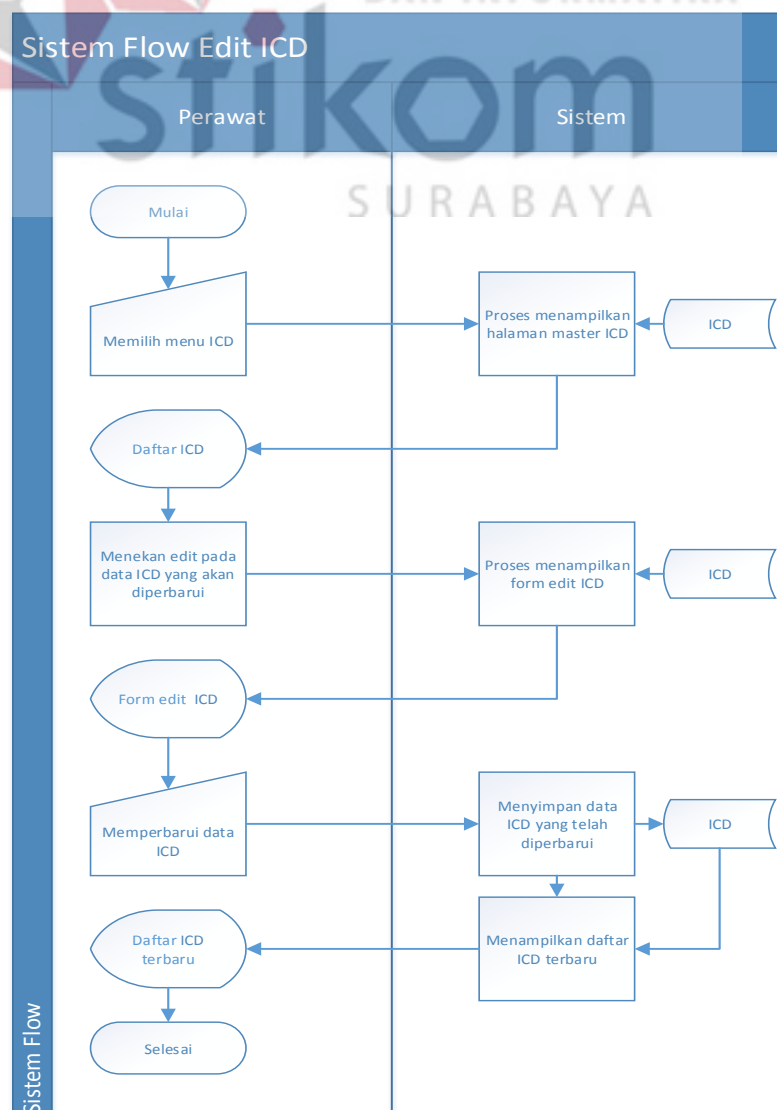 Sistem Flow Edit ICD
stikom
SURABAYA
Perawat
Sistem
Mulai
Memilih menu ICD
Proses menampilkan
halaman master ICD
ICD
Daftar ICD
Menekan edit pada
data ICD yang akan
diperbarui
Proses menampilkan
form edit ICD
ICD
Form edit ICD
Memperbarui data
ICD
Menyimpan data
ICD yang telah
diperbarui
ICD
Menampilkan daftar
ICD terbaru
Daftar ICD
terbaru
Selesai
Sistem Flow